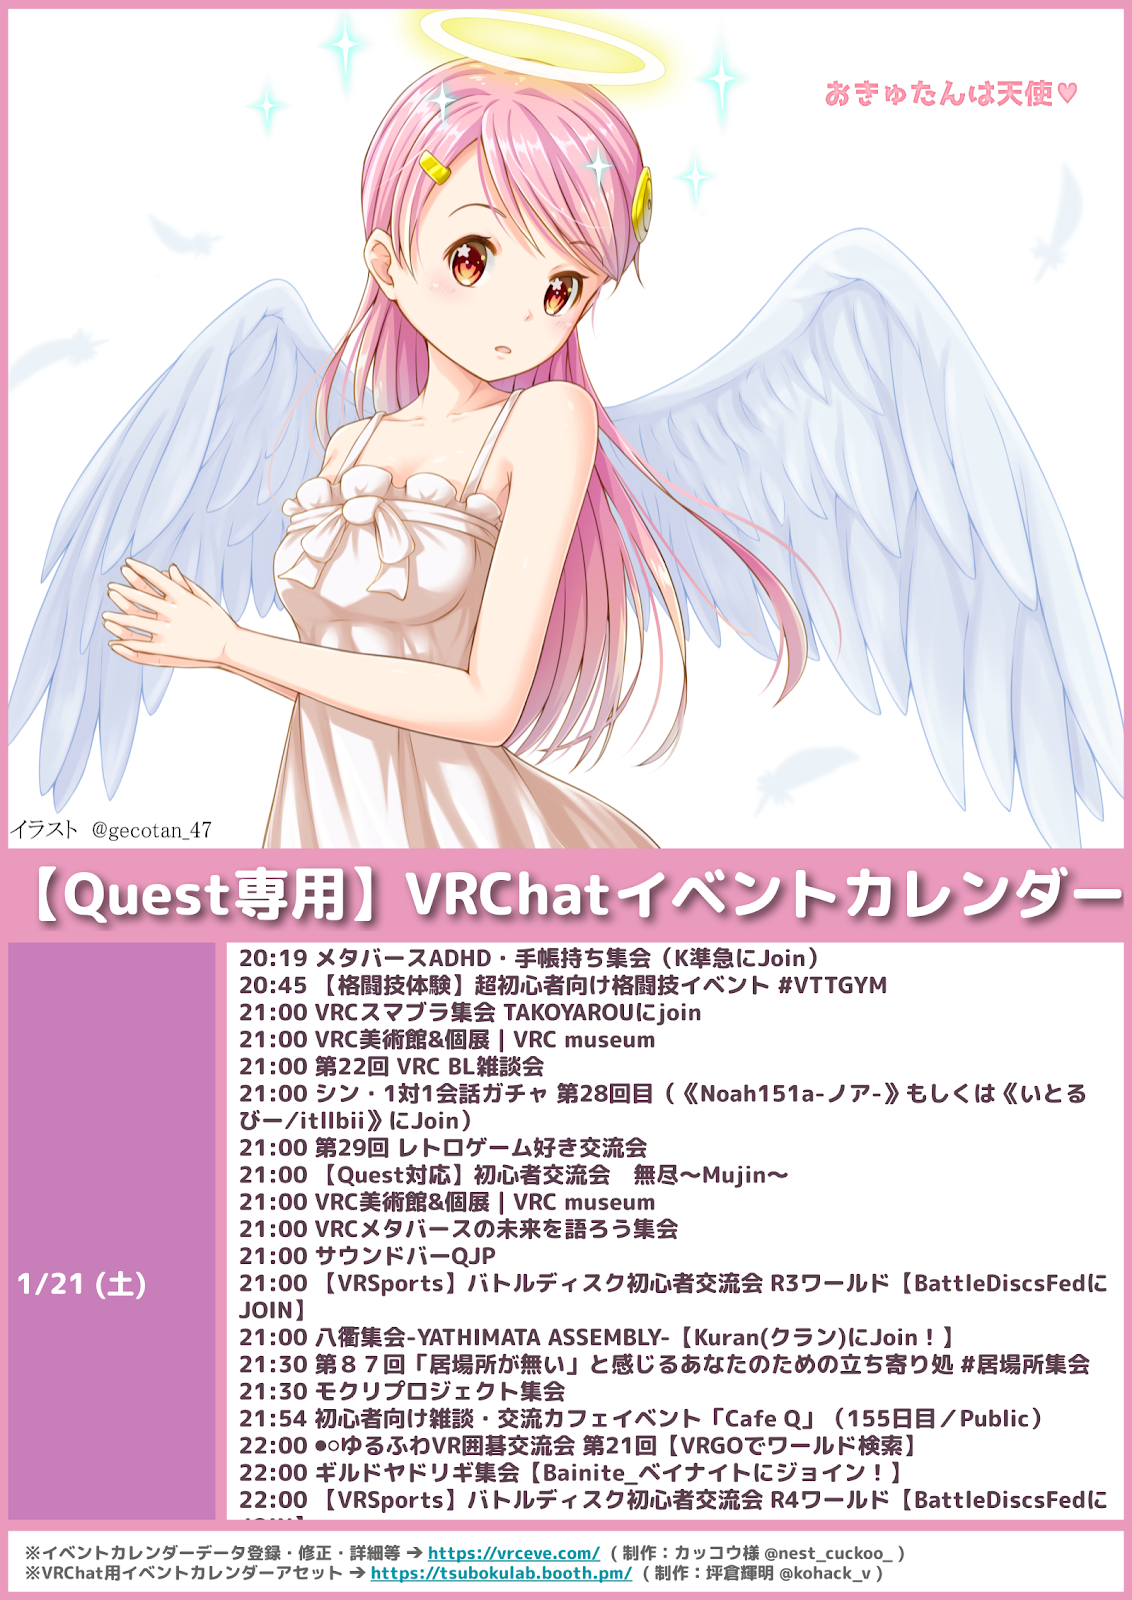 おきゅたんは天使♥
イラスト @gecotan_47
【Quest専用】VRChatイベントカレンダー
1/21 (土)
20:19 メタバースADHD・手帳持ち集会（K準急にJoin）
20:45 【格闘技体験】超初心者向け格闘技イベント #VTTGYM
21:00 VRCスマブラ集会 TAKOYAROUにjoin
21:00 VRC美術館&個展 | VRC museum
21:00 第22回 VRC BL雑談会
21:00 シン・1対1会話ガチャ 第28回目（《Noah151a-ノア-》もしくは《いとる
びー/itllbii》にJoin）
21:00 第29回 レトロゲーム好き交流会
21:00 【Quest対応】初心者交流会　無尽～Mujin～
21:00 VRC美術館&個展 | VRC museum
21:00 VRCメタバースの未来を語ろう集会
21:00 サウンドバーQJP
21:00 【VRSports】バトルディスク初心者交流会 R3ワールド【BattleDiscsFedに
JOIN】
21:00 八衢集会-YATHIMATA ASSEMBLY-【Kuran(クラン)にJoin！】
21:30 第８７回「居場所が無い」と感じるあなたのための立ち寄り処 #居場所集会
21:30 モクリプロジェクト集会
21:54 初心者向け雑談・交流カフェイベント「Cafe Q」（155日目／Public）
22:00 ●○ゆるふわVR囲碁交流会 第21回【VRGOでワールド検索】
22:00 ギルドヤドリギ集会【Bainite_ベイナイトにジョイン！】
22:00 【VRSports】バトルディスク初心者交流会 R4ワールド【BattleDiscsFedに
※イベントカレンダーデータ登録・修正・詳細等 → https://vrceve.com/ （ 制作：カッコウ様 @nest_cuckoo_ ）
※VRChat用イベントカレンダーアセット → https://tsubokulab.booth.pm/ （ 制作：坪倉輝明 @kohack_v ）